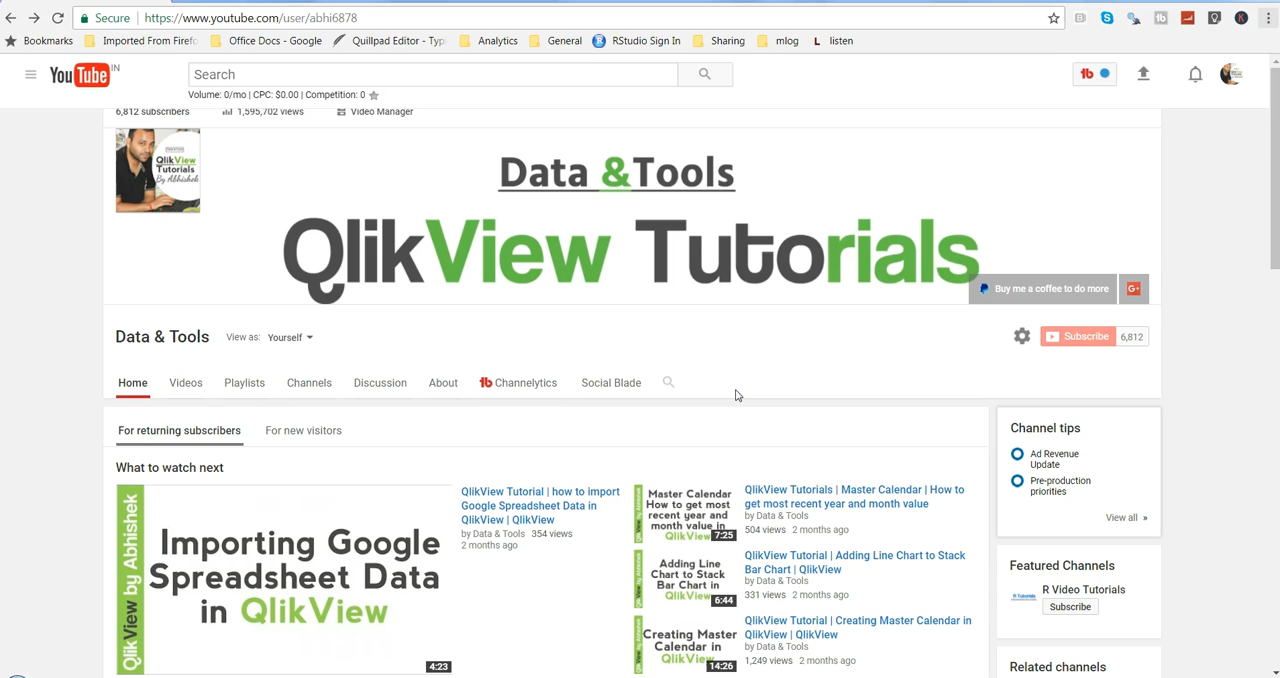 Secure https://www.youtube.com/user/abhi6878
Bookmarks Imported From Firefo Office Docs - Google Quillpad Editor - Typi Analytics General RStudio Sign In Sharing mlog listen
YouTube IN
Search
Volume: 0/mo | CPC: $0.00 | Competition: 0
6,812 subscribers 1,595,702 views Video Manager
QlikView
Tutorials
By Abhishek
Data &Tools
QlikView Tutorials
Buy me a coffee to do more G+
Data & Tools View as: Yourself
Subscribe 6,812
Home Videos Playlists Channels Discussion About tb Channelytics Social Blade
For returning subscribers For new visitors
What to watch next
QlikView by Abhishek
Importing Google
Spreadsheet Data
in QlikView
4:23
QlikView Tutorial | how to import
Google Spreadsheet Data in
QlikView | QlikView
by Data & Tools 354 views
2 months ago
Master Calendar
How to get most
recent year and
month value in
QlikView
7:25
QlikView Tutorials | Master Calendar | How to
get most recent year and month value
by Data & Tools
504 views 2 months ago
Adding Line
Chart to Stack
Bar Chart in
QlikView
6:44
QlikView Tutorial | Adding Line Chart to Stack
Bar Chart | QlikView
by Data & Tools
331 views 2 months ago
Creating Master
Calendar in
QlikView
14:26
QlikView Tutorial | Creating Master Calendar in
QlikView | QlikView
by Data & Tools
1,249 views 2 months ago
Channel tips
Ad Revenue
Update
Pre-production
priorities
View all »
Featured Channels
R Tutorials
R Video Tutorials
Subscribe
Related channels